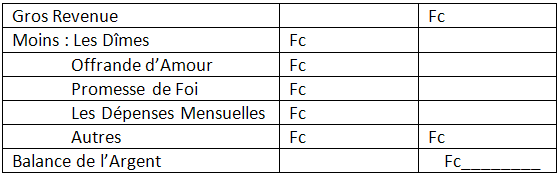 Gros Revenue Fc
Moins : Les Dîmes Fc
Offrande d’Amour Fc
Promesse de Foi Fc
Les Dépenses Mensuelles Fc
Autres Fc Fc
Balance de l’Argent Fc________